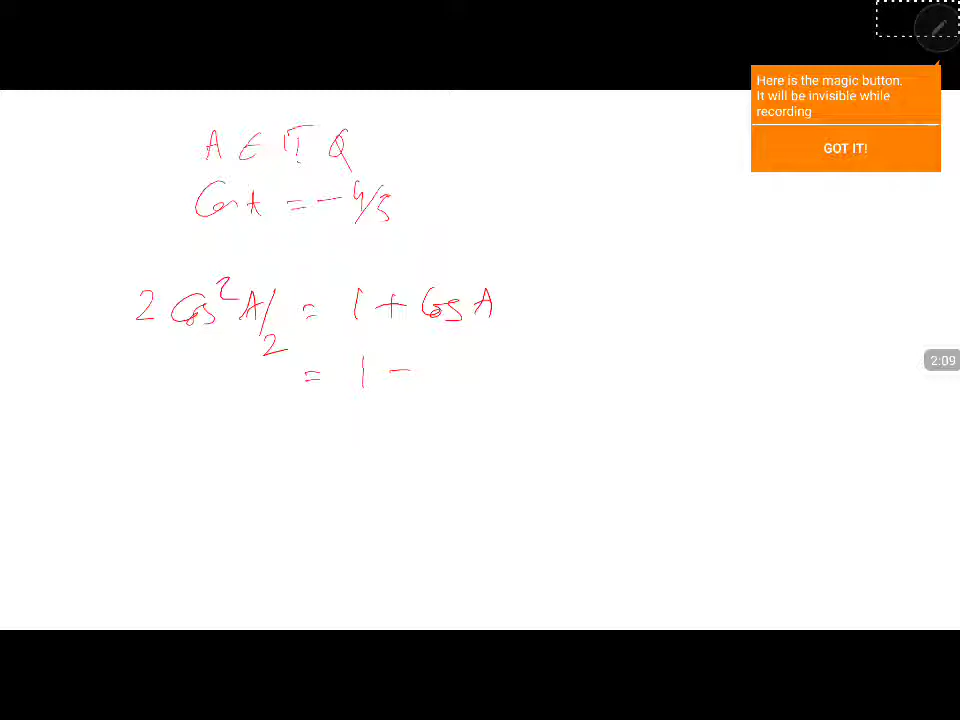 Here is the magic button.
It will be invisible while
recording
GOT IT!
A ∈ II Q
Cos A = - 4/5
2 Cos² A/2 = 1 + Cos A
= 1 -
2:09